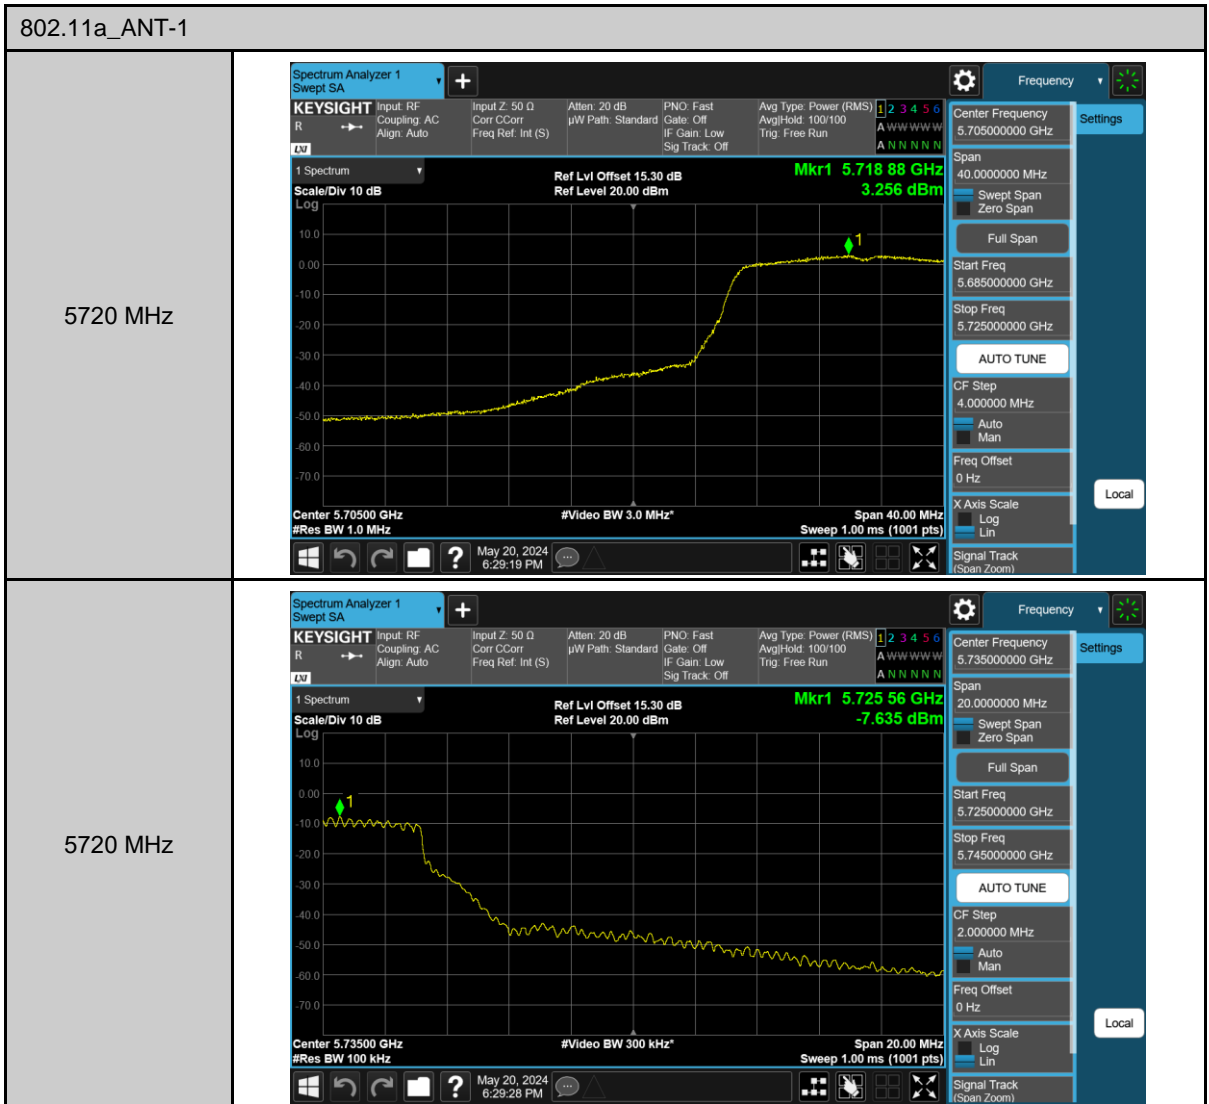 802.11a_ANT-1
5720 MHz
Spectrum Analyzer 1
Swept SA
+
Frequency
KEYSIGHT
R
LXI
Input: RF
Coupling: AC
Align: Auto
Input Z: 50 Ω
Corr CCorr
Freq Ref: Int (S)
Atten: 20 dB
µW Path: Standard
PNO: Fast
Gate: Off
IF Gain: Low
Sig Track: Off
Avg Type: Power (RMS)
Avg|Hold: 100/100
Trig: Free Run
1 2 3 4 5 6
A W W W W W
A N N N N N
1 Spectrum
Scale/Div 10 dB
Log
Ref Lvl Offset 15.30 dB
Ref Level 20.00 dBm
Mkr1 5.718 88 GHz
3.256 dBm
1
10.0
0.00
-10.0
-20.0
-30.0
-40.0
-50.0
-60.0
-70.0
Center 5.70500 GHz
#Res BW 1.0 MHz
#Video BW 3.0 MHz*
Span 40.00 MHz
Sweep 1.00 ms (1001 pts)
?
May 20, 2024
6:29:19 PM
Center Frequency
5.705000000 GHz
Settings
Span
40.0000000 MHz
Swept Span
Zero Span
Full Span
Start Freq
5.685000000 GHz
Stop Freq
5.725000000 GHz
AUTO TUNE
CF Step
4.000000 MHz
Auto
Man
Freq Offset
0 Hz
X Axis Scale
Log
Lin
Local
Signal Track
(Span Zoom)
5720 MHz
Spectrum Analyzer 1
Swept SA
+
Frequency
KEYSIGHT
R
LXI
Input: RF
Coupling: AC
Align: Auto
Input Z: 50 Ω
Corr CCorr
Freq Ref: Int (S)
Atten: 20 dB
µW Path: Standard
PNO: Fast
Gate: Off
IF Gain: Low
Sig Track: Off
Avg Type: Power (RMS)
Avg|Hold: 100/100
Trig: Free Run
1 2 3 4 5 6
A W W W W W
A N N N N N
1 Spectrum
Scale/Div 10 dB
Log
Ref Lvl Offset 15.30 dB
Ref Level 20.00 dBm
Mkr1 5.725 56 GHz
-7.635 dBm
1
10.0
0.00
-10.0
-20.0
-30.0
-40.0
-50.0
-60.0
-70.0
Center 5.73500 GHz
#Res BW 100 kHz
#Video BW 300 kHz*
Span 20.00 MHz
Sweep 1.00 ms (1001 pts)
?
May 20, 2024
6:29:28 PM
Center Frequency
5.735000000 GHz
Settings
Span
20.0000000 MHz
Swept Span
Zero Span
Full Span
Start Freq
5.725000000 GHz
Stop Freq
5.745000000 GHz
AUTO TUNE
CF Step
2.000000 MHz
Auto
Man
Freq Offset
0 Hz
X Axis Scale
Log
Lin
Local
Signal Track
(Span Zoom)